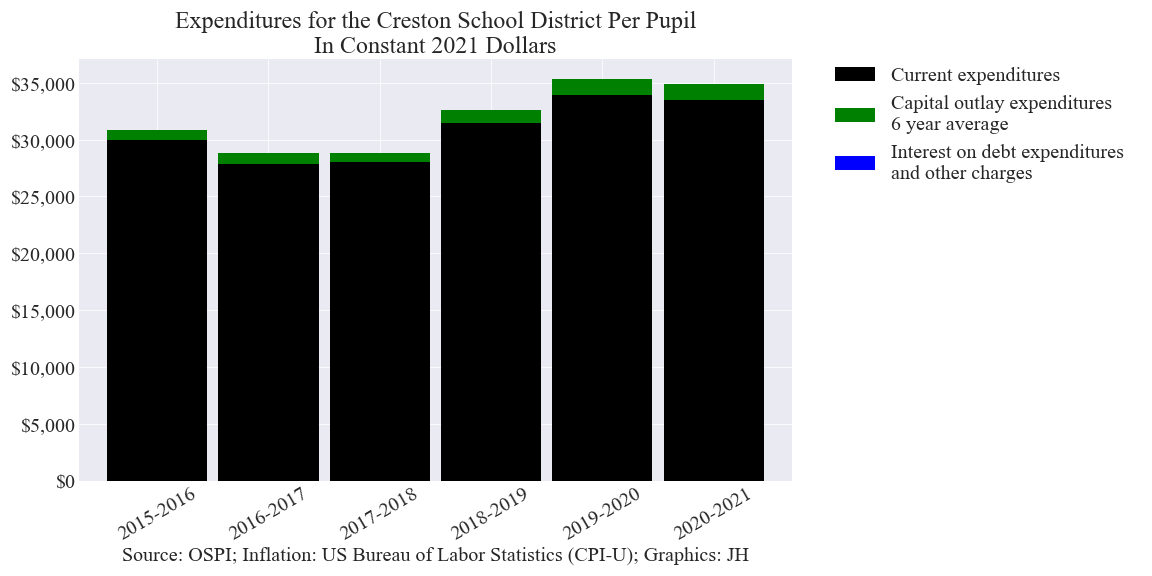 Expenditures for the Creston School District Per Pupil
In Constant 2021 Dollars
$35,000
$30,000
$25,000
$20,000
$15,000
$10,000
$5,000
$0
2015-2016
2016-2017
2017-2018
2018-2019
2019-2020
2020-2021
Source: OSPI; Inflation: US Bureau of Labor Statistics (CPI-U); Graphics: JH
Current expenditures
Capital outlay expenditures
6 year average
Interest on debt expenditures
and other charges